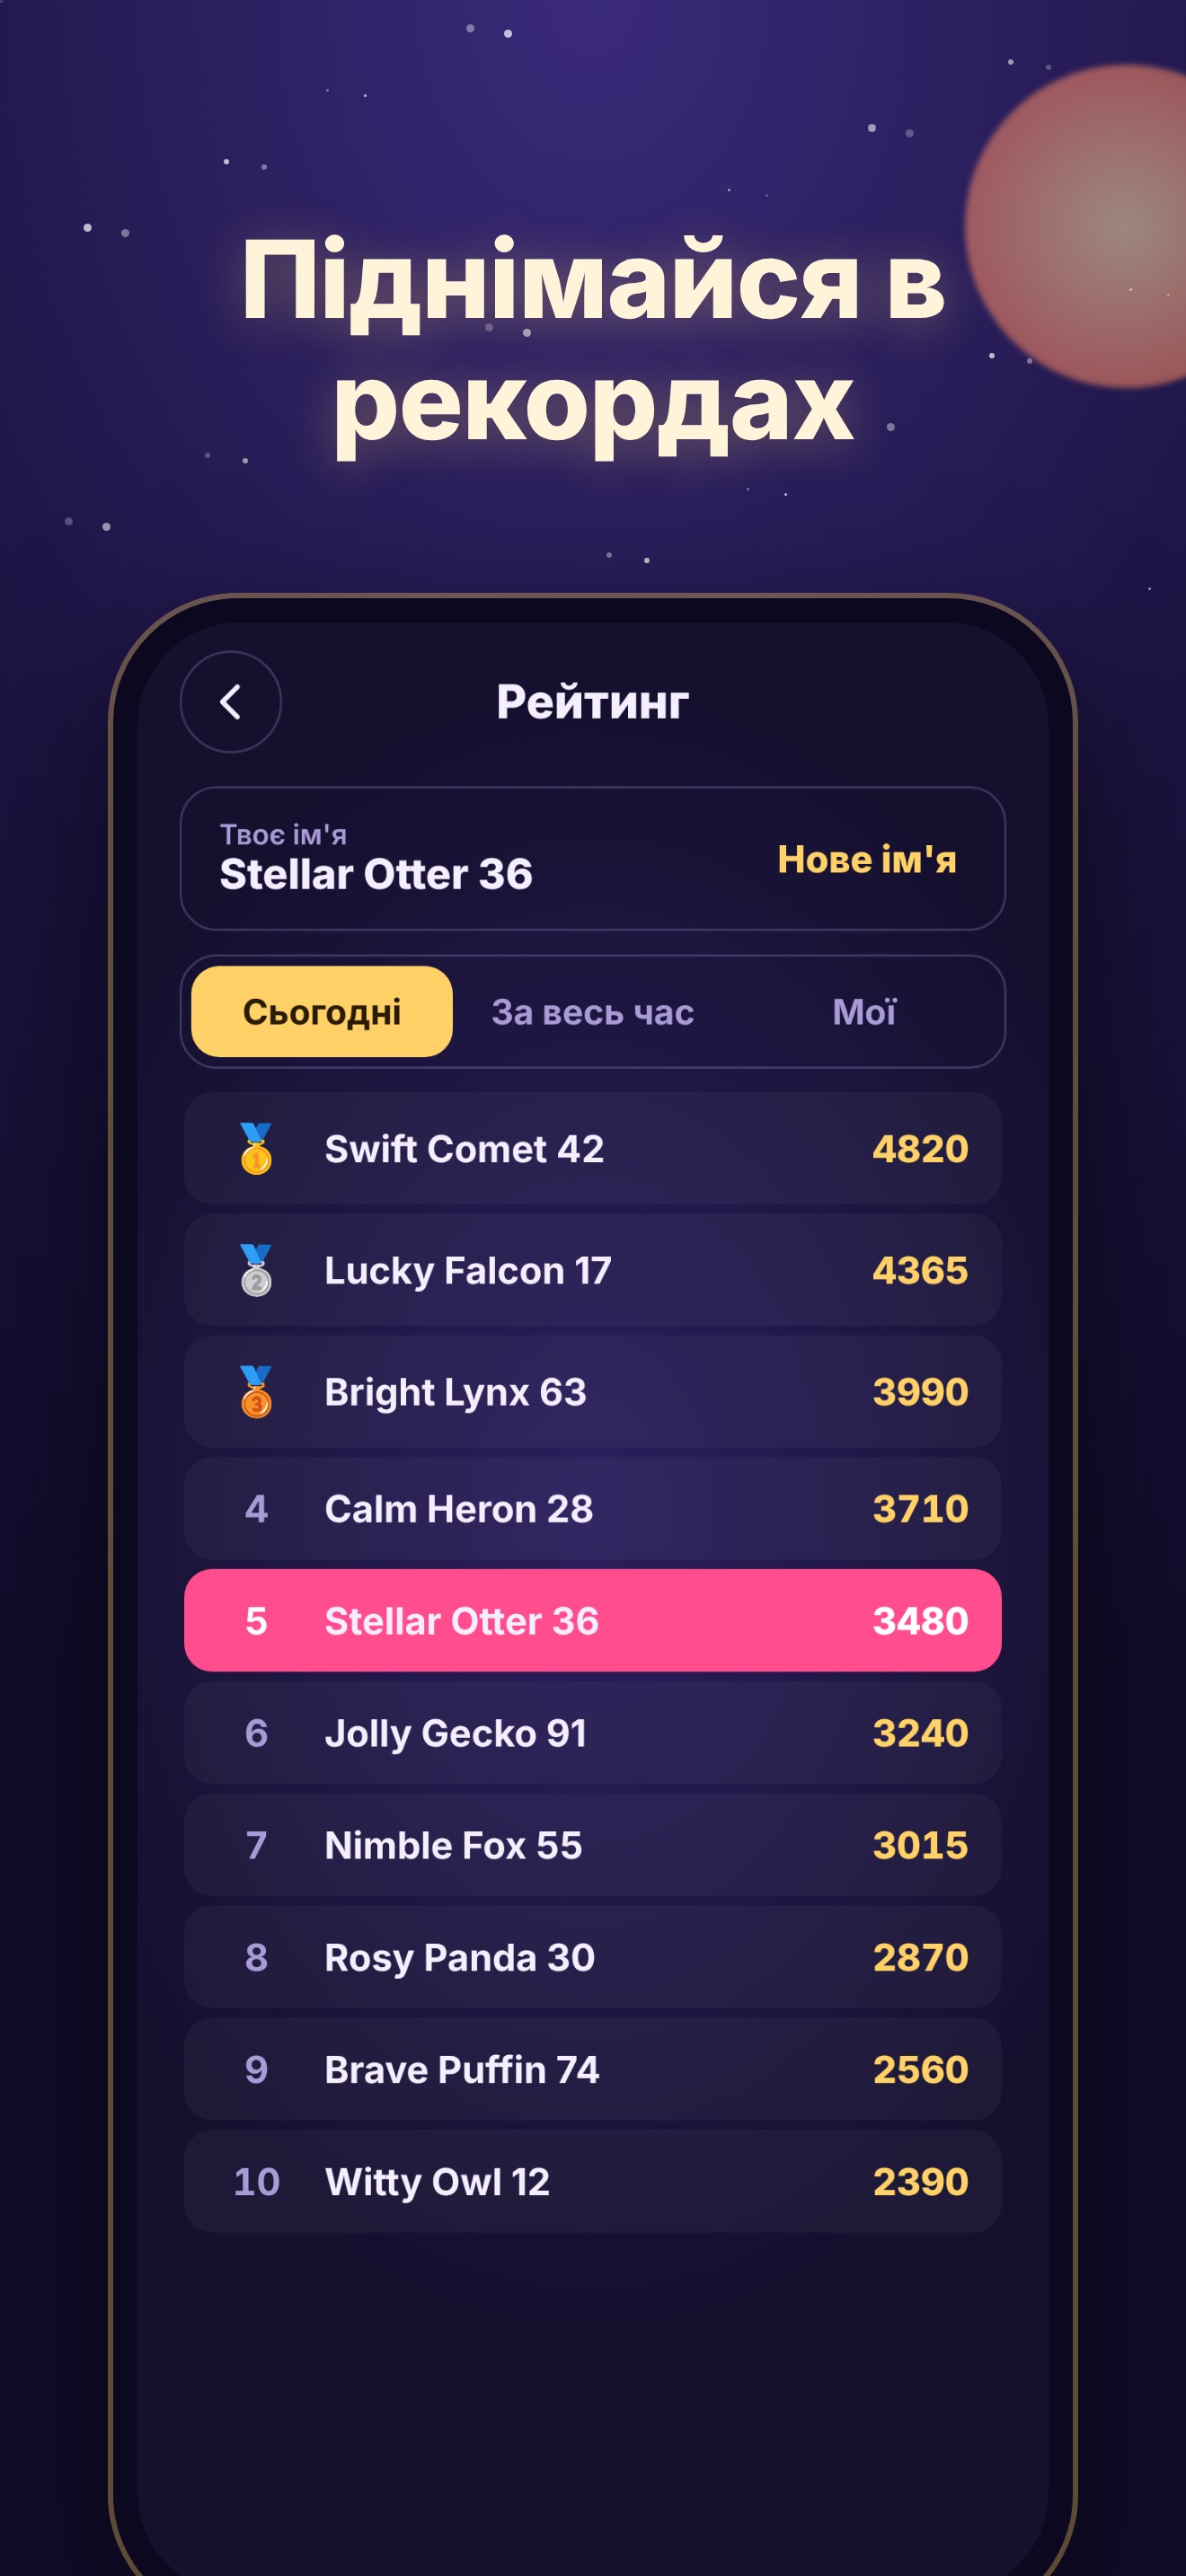 Піднімайся в
рекордах
Рейтинг
Твоє ім'я
Stellar Otter 36
Нове ім'я
Сьогодні За весь час Мої
1 Swift Comet 42 4820
2 Lucky Falcon 17 4365
3 Bright Lynx 63 3990
4 Calm Heron 28 3710
5 Stellar Otter 36 3480
6 Jolly Gecko 91 3240
7 Nimble Fox 55 3015
8 Rosy Panda 30 2870
9 Brave Puffin 74 2560
10 Witty Owl 12 2390